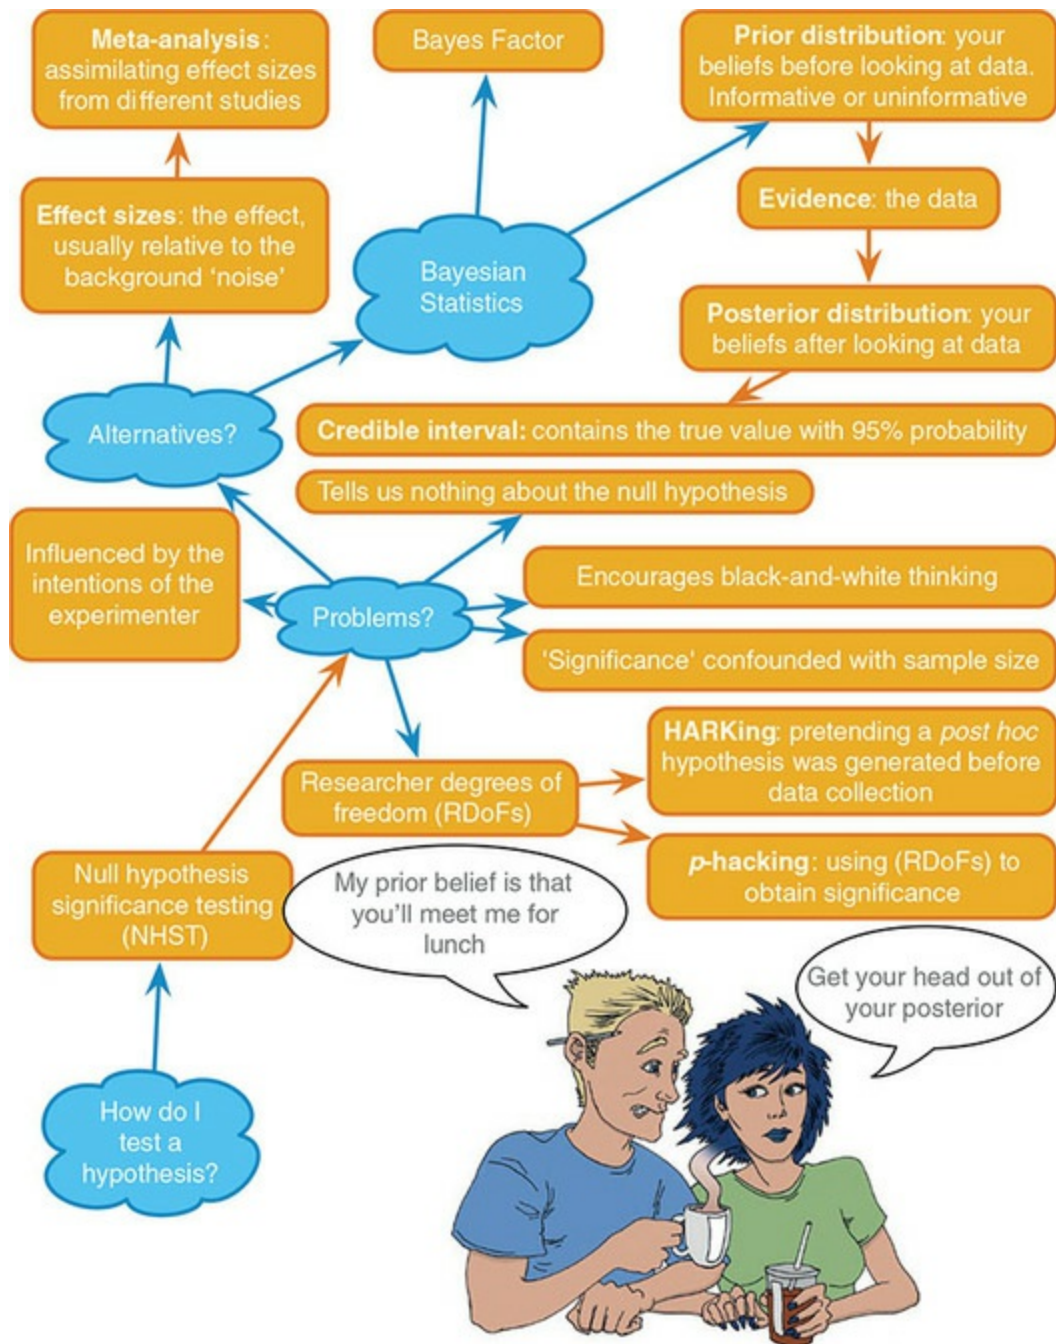 Meta-analysis:
assimilating effect sizes
from different studies
Bayes Factor
Prior distribution: your
beliefs before looking at data.
Informative or uninformative
Effect sizes: the effect,
usually relative to the
background ‘noise’
Evidence: the data
Bayesian
Statistics
Posterior distribution: your
beliefs after looking at data
Alternatives?
Credible interval: contains the true value with 95% probability
Tells us nothing about the null hypothesis
Influenced by the
intentions of the
experimenter
Problems?
Encourages black-and-white thinking
‘Significance’ confounded with sample size
Researcher degrees of
freedom (RDoFs)
HARKing: pretending a post hoc
hypothesis was generated before
data collection
p-hacking: using (RDoFs) to
obtain significance
Null hypothesis
significance testing
(NHST)
My prior belief is that
you’ll meet me for
lunch
Get your head out of
your posterior
How do I
test a
hypothesis?